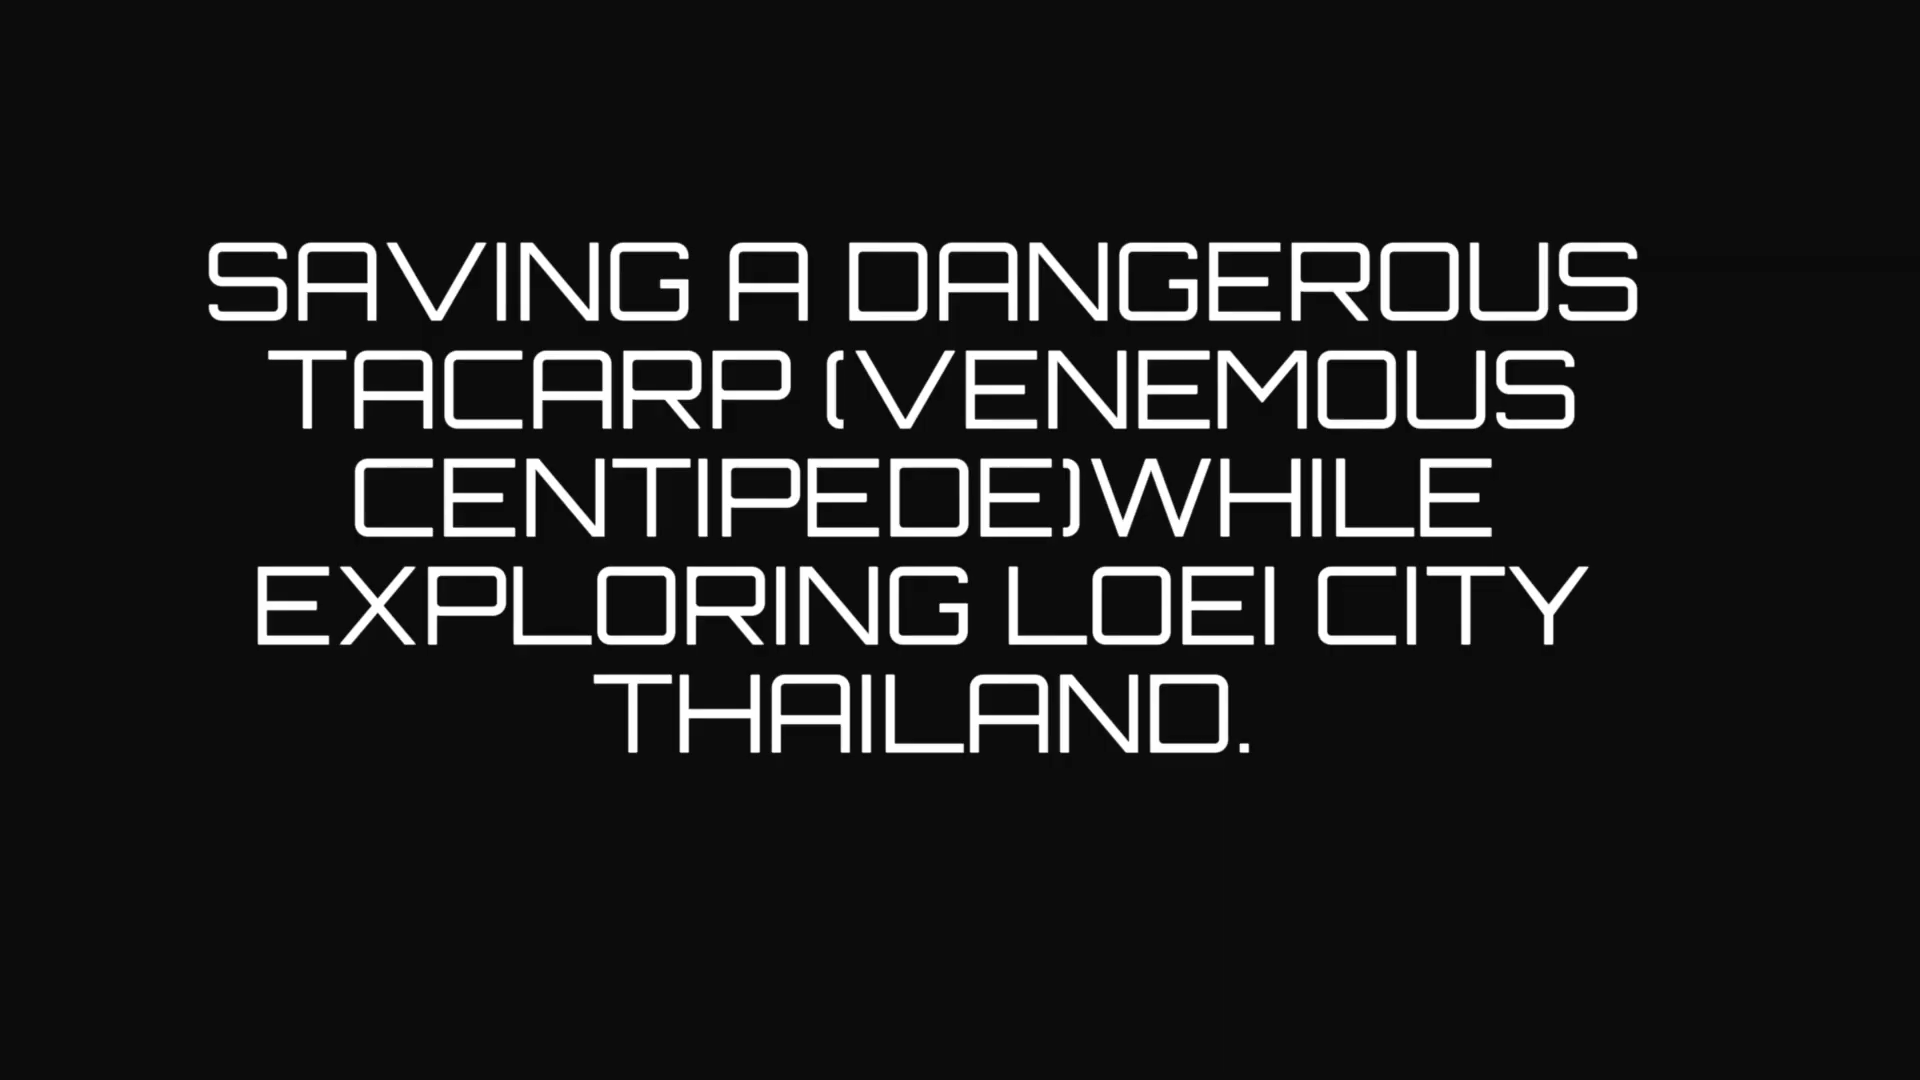 SAVING A DANGEROUS
TACARP (VENEMOUS
CENTIPEDE)WHILE
EXPLORING LOEI CITY
THAILAND.